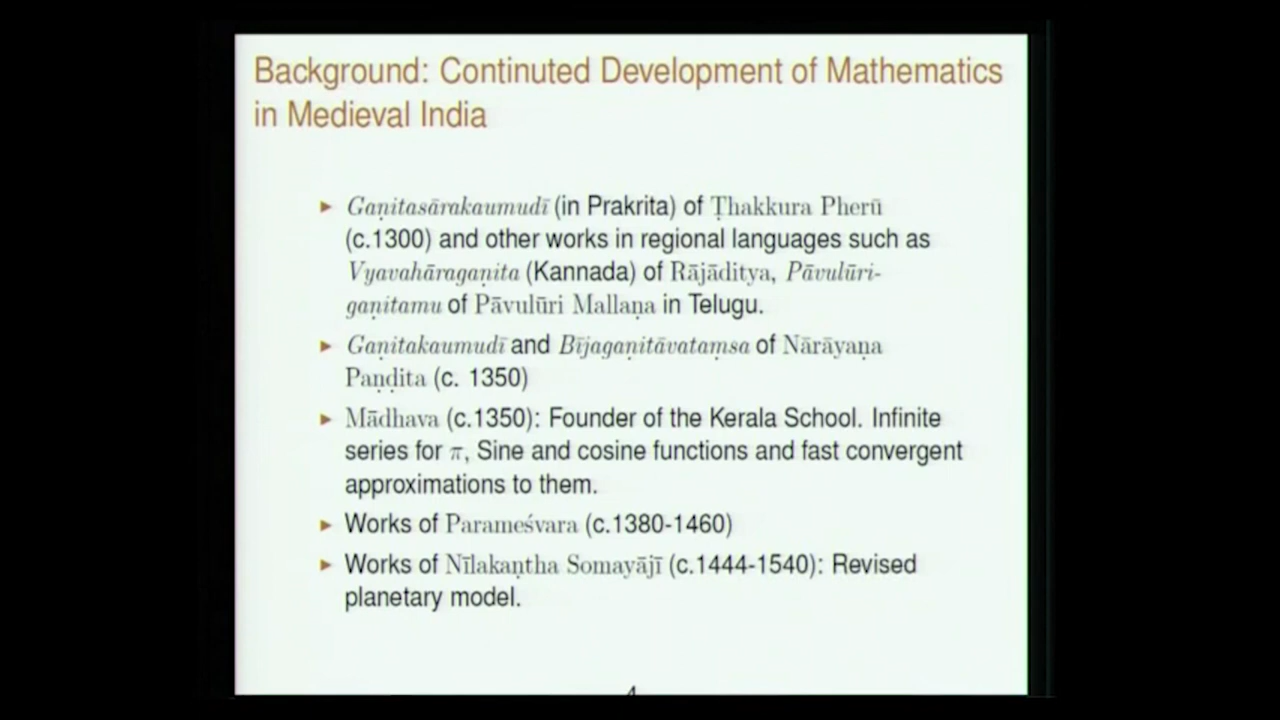 Background: Continuted Development of Mathematics
in Medieval India
► Gaṇitasārakaumudī (in Prakrita) of Ṭhakkura Pherū
(c.1300) and other works in regional languages such as
Vyavahāragaṇita (Kannada) of Rājāditya, Pāvulūri-
gaṇitamu of Pāvulūri Mallaṇa in Telugu.
► Gaṇitakaumudī and Bījagaṇitāvataṃsa of Nārāyaṇa
Paṇḍita (c. 1350)
► Mādhava (c.1350): Founder of the Kerala School. Infinite
series for π, Sine and cosine functions and fast convergent
approximations to them.
► Works of Parameśvara (c.1380-1460)
► Works of Nīlakaṇtha Somayājī (c.1444-1540): Revised
planetary model.
4